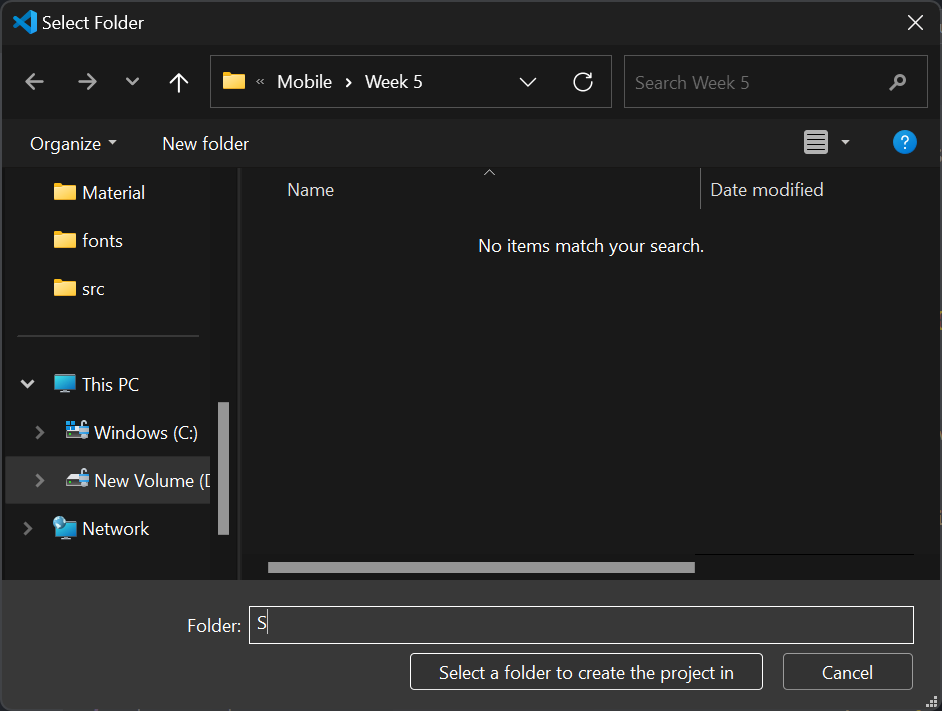 Select Folder
« Mobile › Week 5
Search Week 5
Organize
New folder
?
Material
fonts
src
This PC
Windows (C:)
New Volume (D
Network
Name
Date modified
No items match your search.
Folder: S
Select a folder to create the project in
Cancel